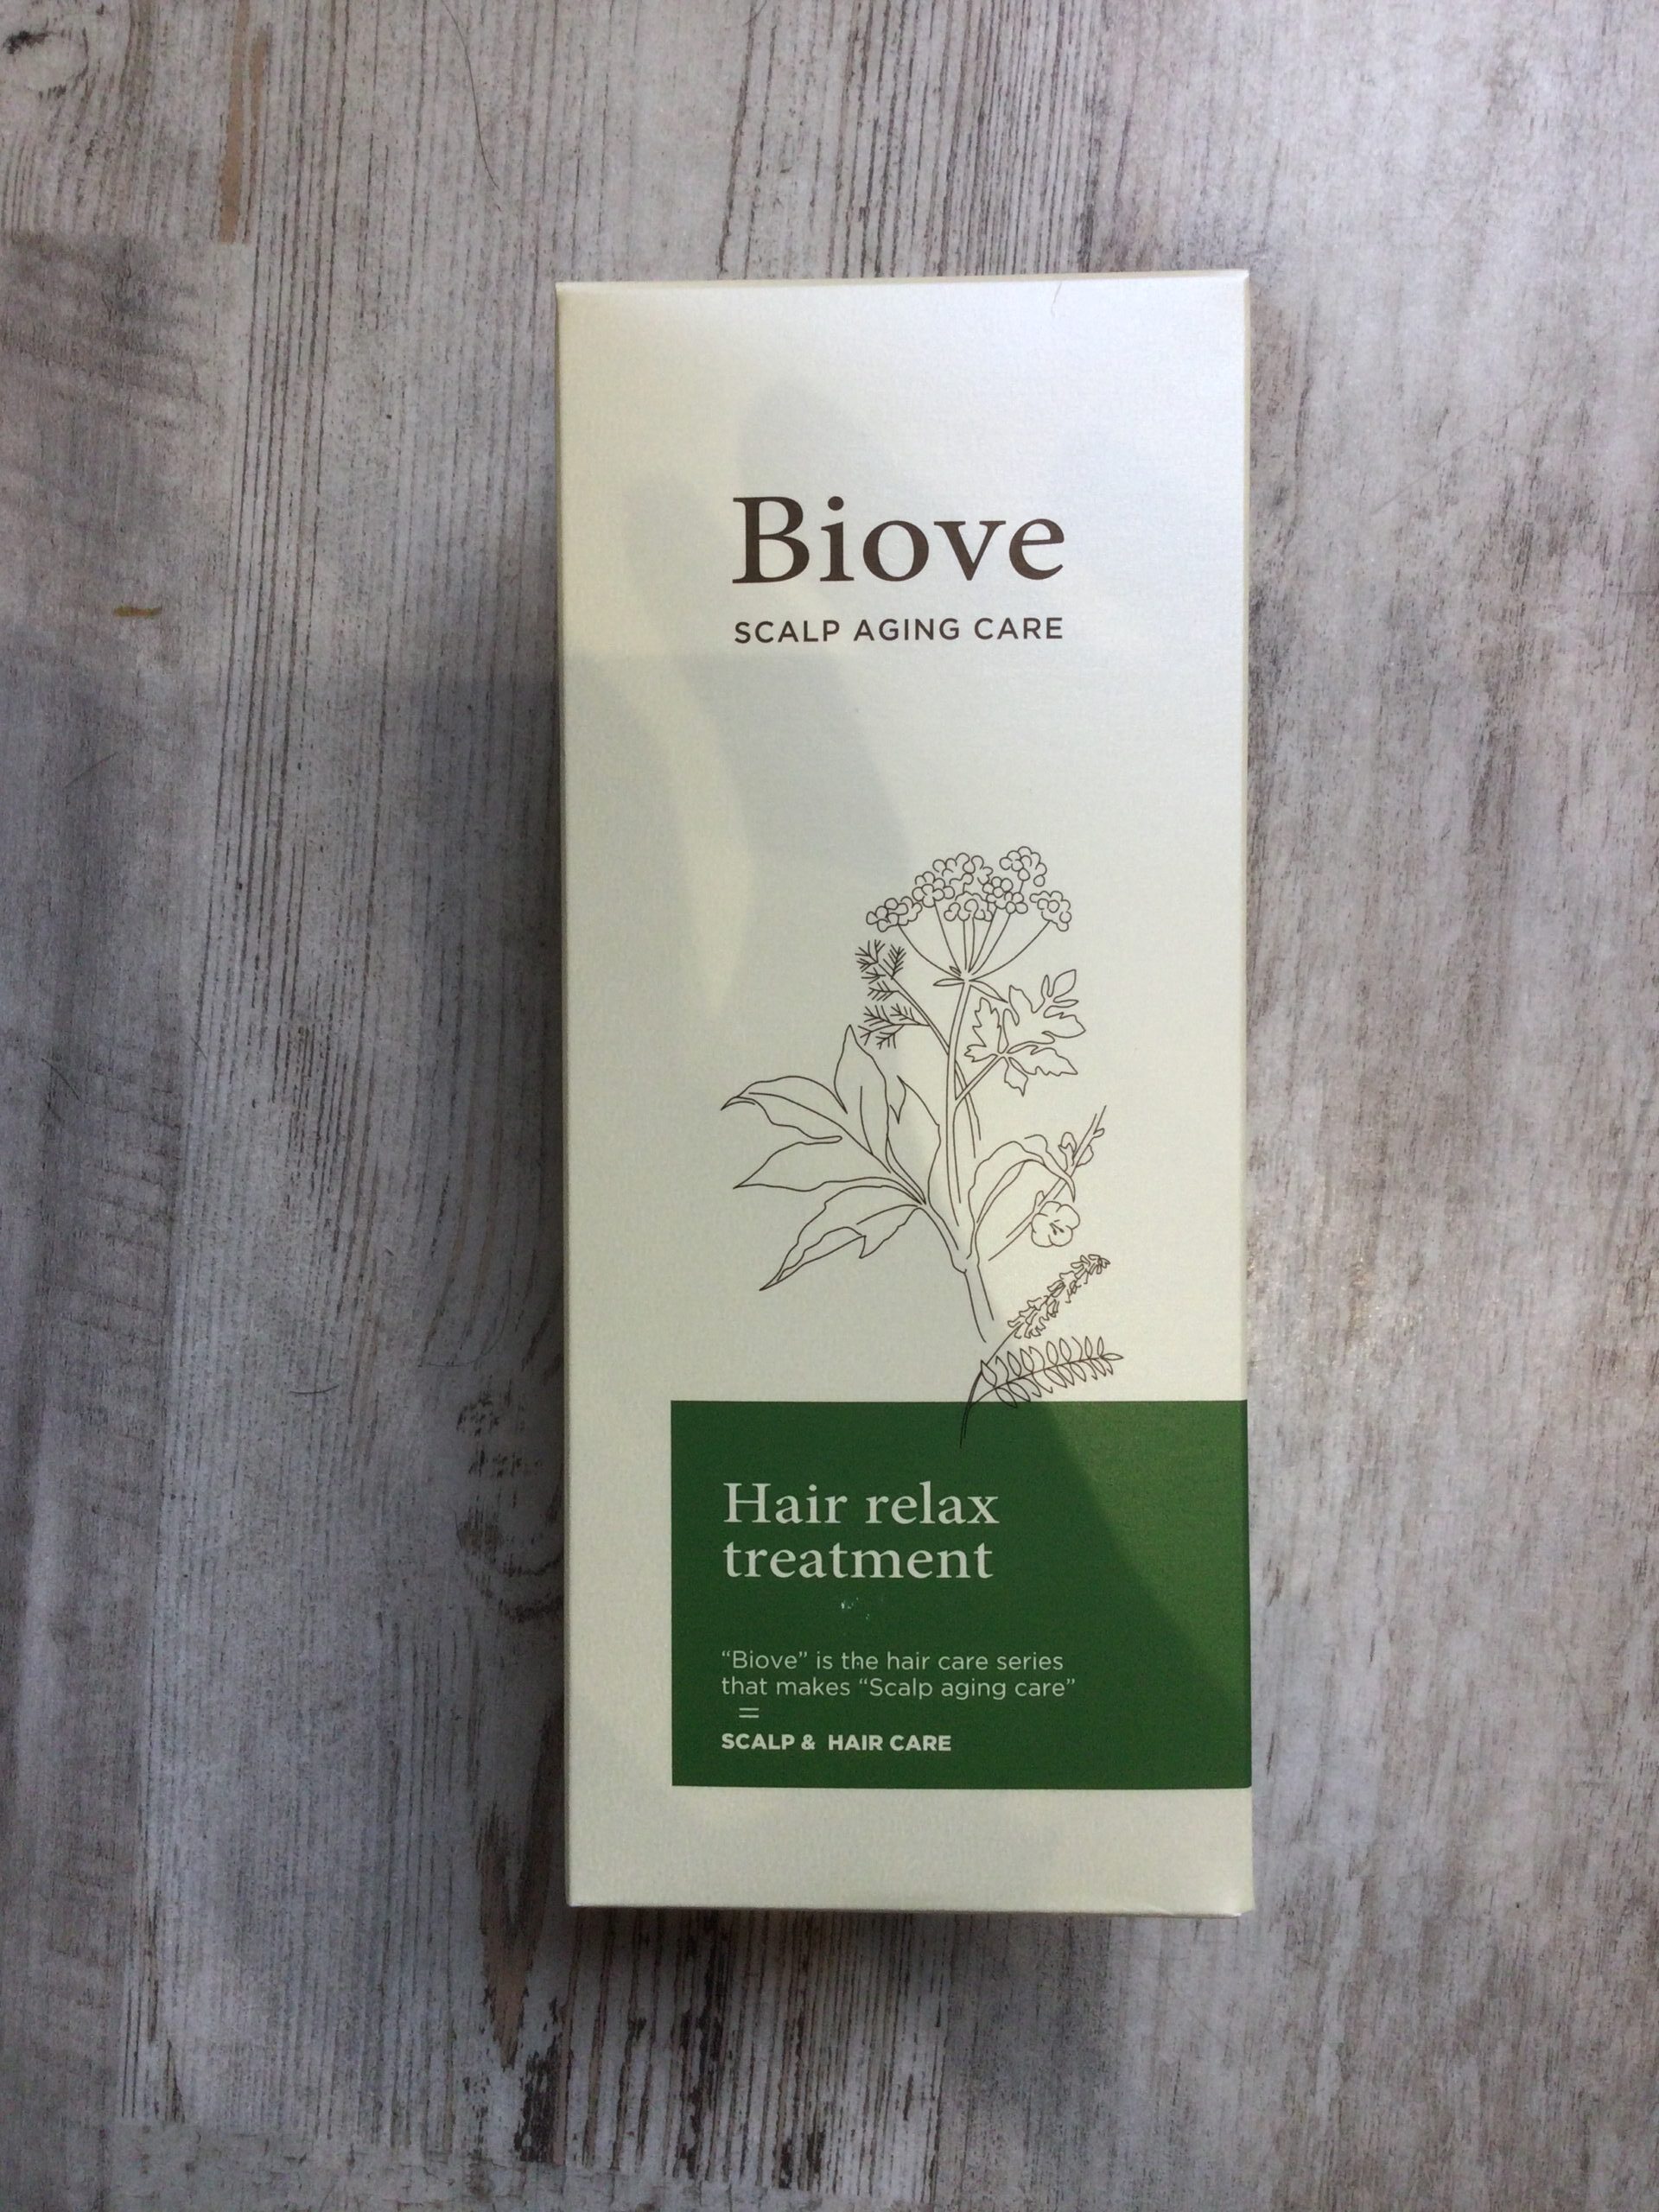 Biove
SCALP AGING CARE
Hair relax
treatment
“Biove” is the hair care series
that makes “Scalp aging care”
=
SCALP & HAIR CARE